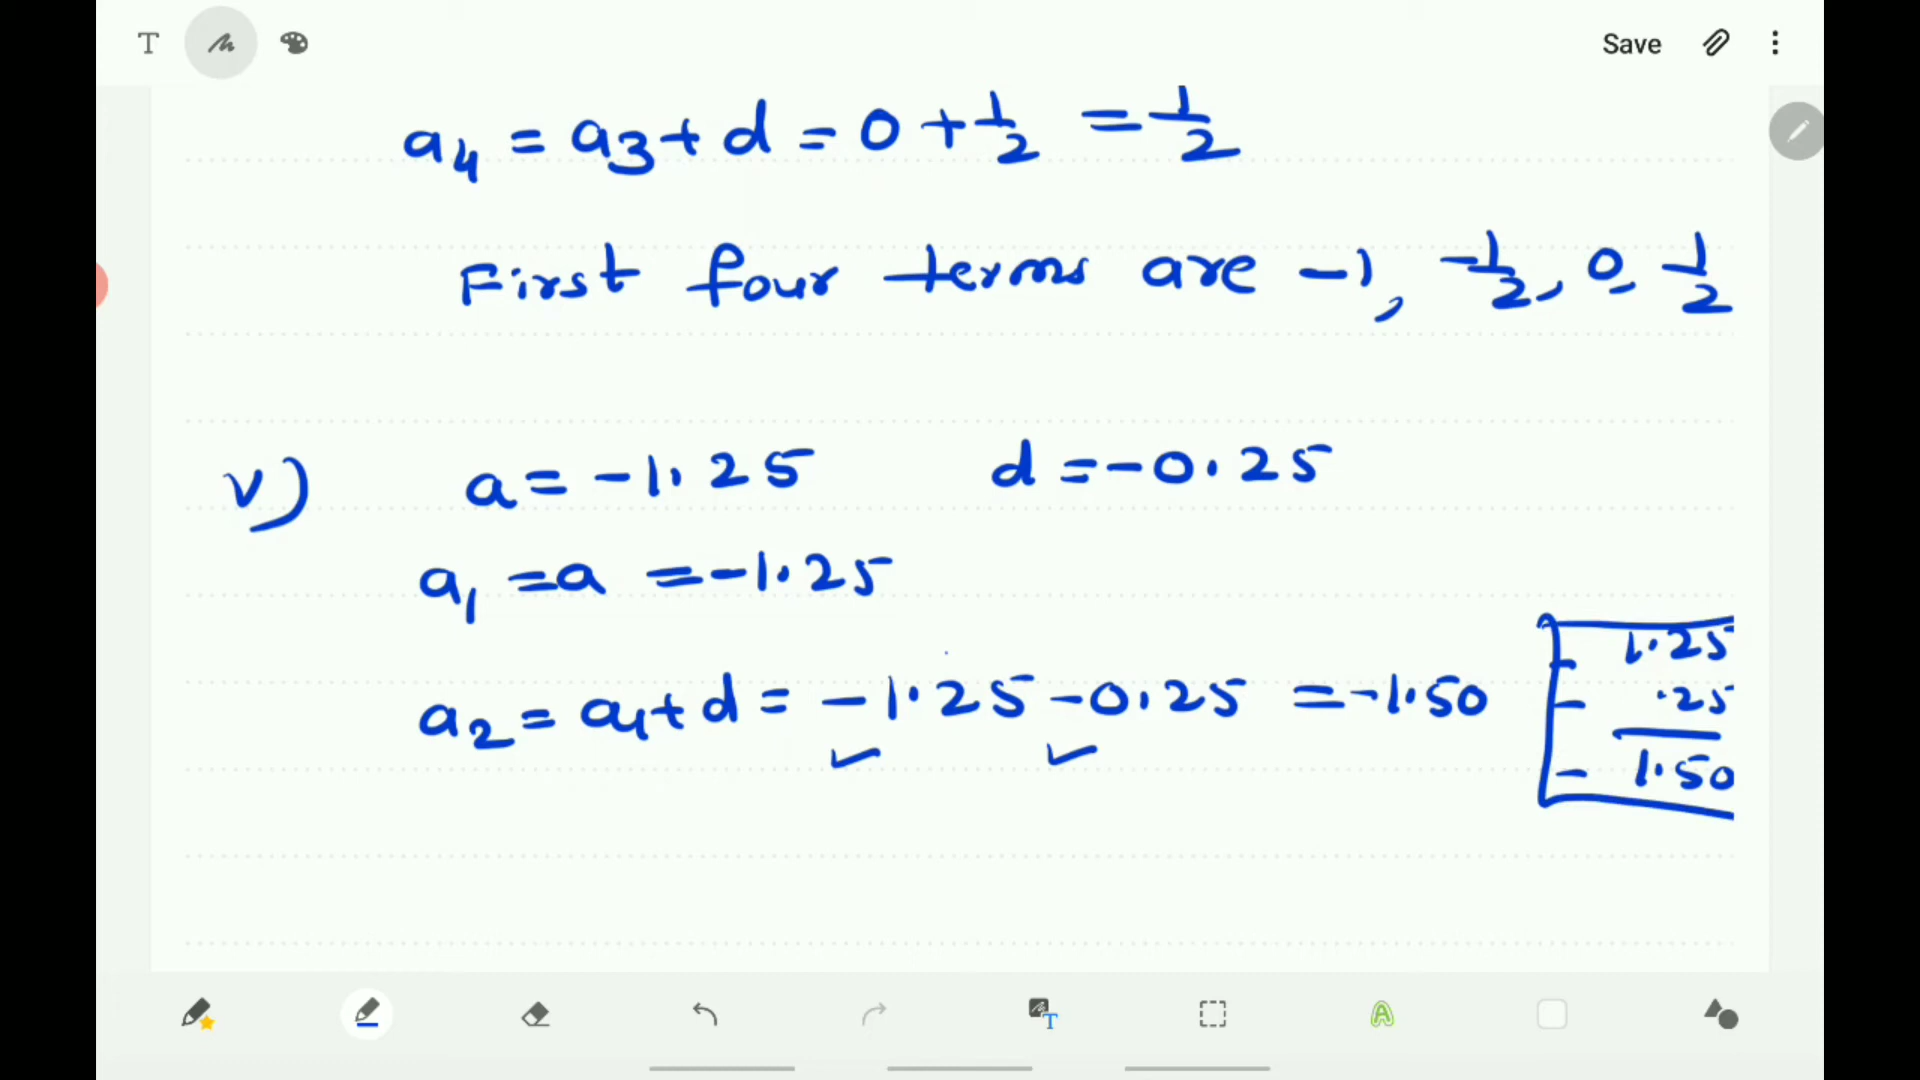 T Save
a4 = a3 + d = 0 + 1/2 = 1/2
First four terms are -1, -1/2, 0, 1/2
v) a = -1.25 d = -0.25
a1 = a = -1.25
a2 = a1 + d = -1.25 - 0.25 = -1.50
- 1.25
- .25
- 1.50
T A